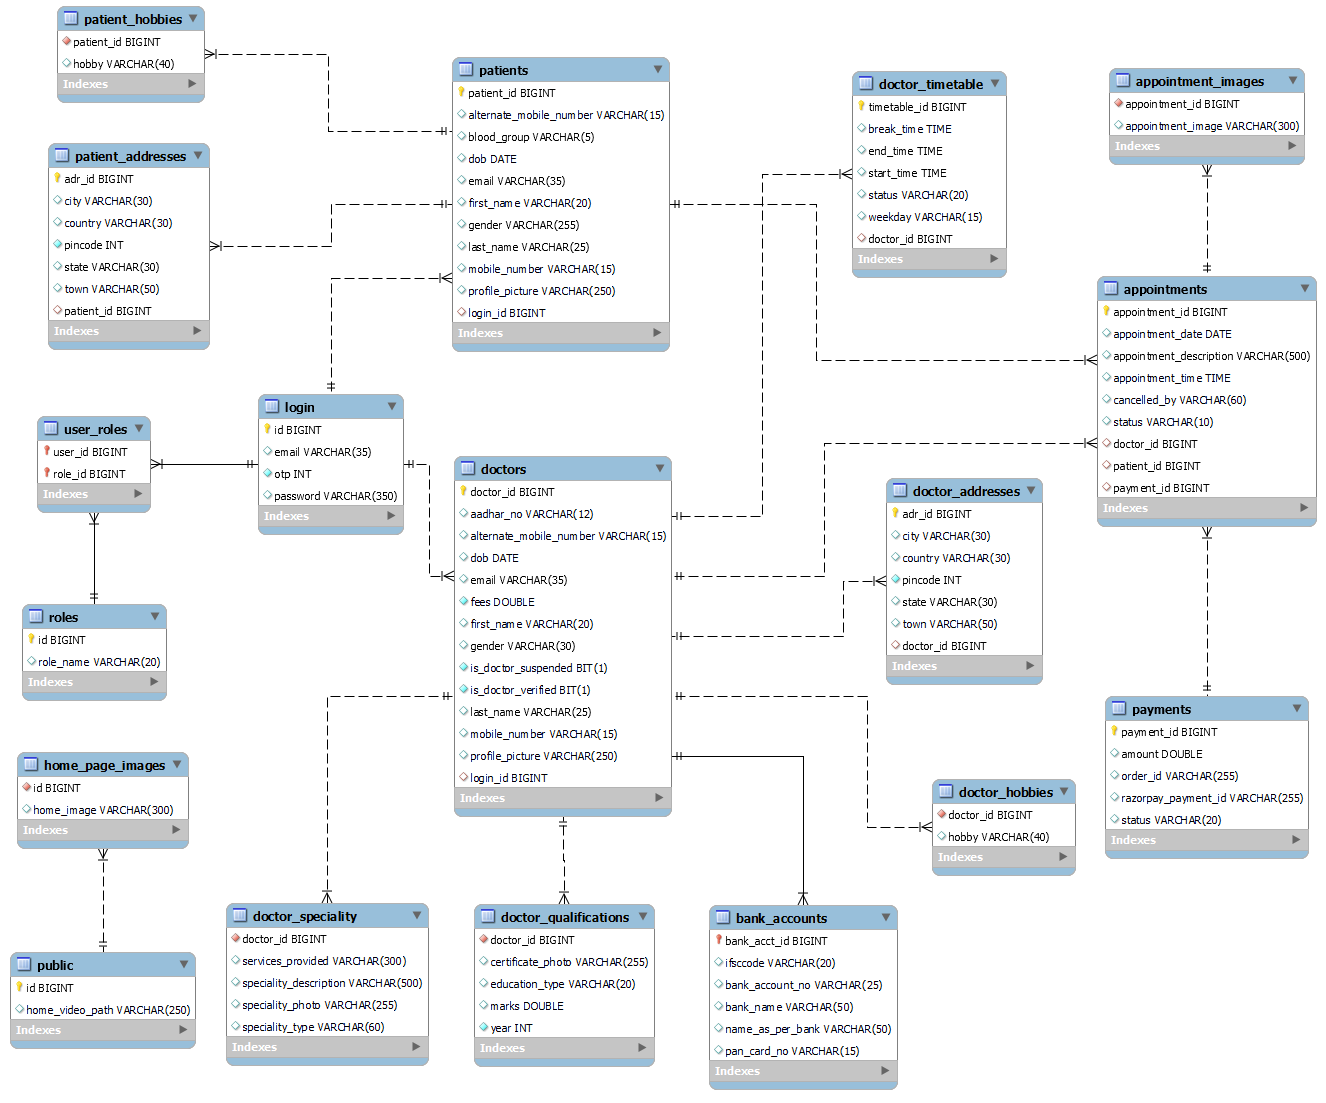 patient_hobbies
patient_id BIGINT
hobby VARCHAR(40)
Indexes
patient_addresses
adr_id BIGINT
city VARCHAR(30)
country VARCHAR(30)
pincode INT
state VARCHAR(30)
town VARCHAR(50)
patient_id BIGINT
Indexes
patients
patient_id BIGINT
alternate_mobile_number VARCHAR(15)
blood_group VARCHAR(5)
dob DATE
email VARCHAR(35)
first_name VARCHAR(20)
gender VARCHAR(255)
last_name VARCHAR(25)
mobile_number VARCHAR(15)
profile_picture VARCHAR(250)
login_id BIGINT
Indexes
doctor_timetable
timetable_id BIGINT
break_time TIME
end_time TIME
start_time TIME
status VARCHAR(20)
weekday VARCHAR(15)
doctor_id BIGINT
Indexes
appointment_images
appointment_id BIGINT
appointment_image VARCHAR(300)
Indexes
appointments
appointment_id BIGINT
appointment_date DATE
appointment_description VARCHAR(500)
appointment_time TIME
cancelled_by VARCHAR(60)
status VARCHAR(10)
doctor_id BIGINT
patient_id BIGINT
payment_id BIGINT
Indexes
user_roles
user_id BIGINT
role_id BIGINT
Indexes
login
id BIGINT
email VARCHAR(35)
otp INT
password VARCHAR(350)
Indexes
doctors
doctor_id BIGINT
aadhar_no VARCHAR(12)
alternate_mobile_number VARCHAR(15)
dob DATE
email VARCHAR(35)
fees DOUBLE
first_name VARCHAR(20)
gender VARCHAR(30)
is_doctor_suspended BIT(1)
is_doctor_verified BIT(1)
last_name VARCHAR(25)
mobile_number VARCHAR(15)
profile_picture VARCHAR(250)
login_id BIGINT
Indexes
doctor_addresses
adr_id BIGINT
city VARCHAR(30)
country VARCHAR(30)
pincode INT
state VARCHAR(30)
town VARCHAR(50)
doctor_id BIGINT
Indexes
roles
id BIGINT
role_name VARCHAR(20)
Indexes
payments
payment_id BIGINT
amount DOUBLE
order_id VARCHAR(255)
razorpay_payment_id VARCHAR(255)
status VARCHAR(20)
Indexes
home_page_images
id BIGINT
home_image VARCHAR(300)
Indexes
doctor_hobbies
doctor_id BIGINT
hobby VARCHAR(40)
Indexes
public
id BIGINT
home_video_path VARCHAR(250)
Indexes
doctor_speciality
doctor_id BIGINT
services_provided VARCHAR(300)
speciality_description VARCHAR(500)
speciality_photo VARCHAR(255)
speciality_type VARCHAR(60)
Indexes
doctor_qualifications
doctor_id BIGINT
certificate_photo VARCHAR(255)
education_type VARCHAR(20)
marks DOUBLE
year INT
Indexes
bank_accounts
bank_acct_id BIGINT
ifsccode VARCHAR(20)
bank_account_no VARCHAR(25)
bank_name VARCHAR(50)
name_as_per_bank VARCHAR(50)
pan_card_no VARCHAR(15)
Indexes